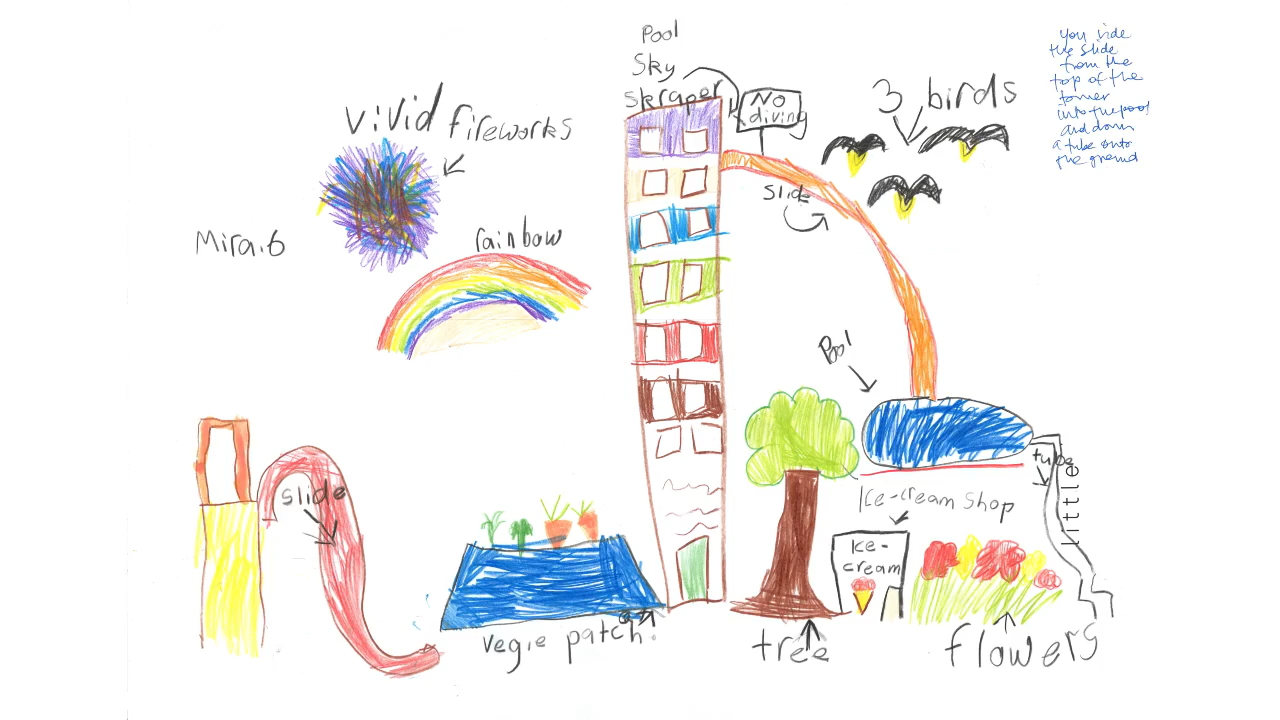 Pool
Sky
Skraper
No
diving
3 birds
you side
the slide
from the
top of the
tower
into the pool
and down
a tube onto
the ground
vivid fireworks
slide
Mira.6
rainbow
Pool
slide
tube
little
Ice-cream shop
Ice-
cream
vegie patch.
tree
flowers